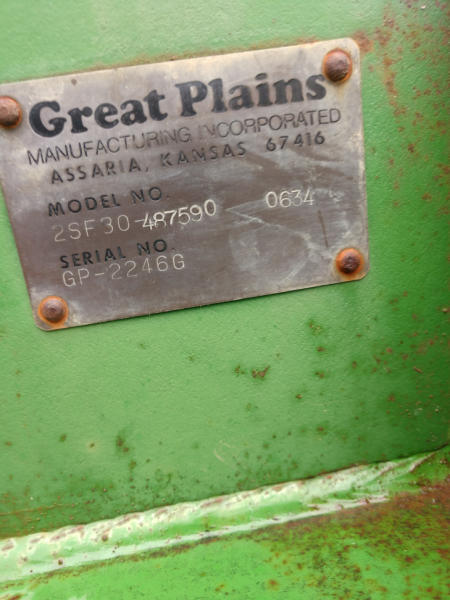 Great Plains
MANUFACTURING INCORPORATED
ASSARIA, KANSAS 67416
MODEL NO.
2SF30-487590 0634
SERIAL NO.
GP-2246G